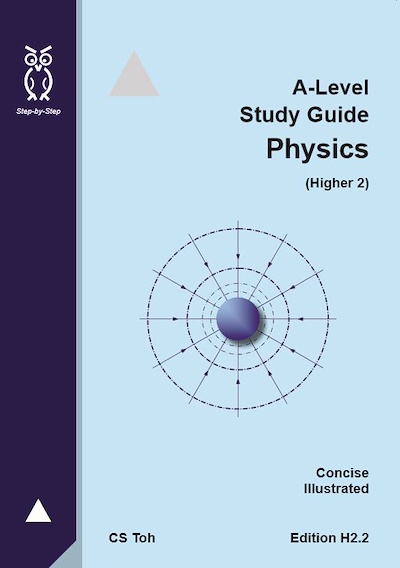 Step-by-Step
A-Level
Study Guide
Physics
(Higher 2)
Concise
Illustrated
CS Toh
Edition H2.2